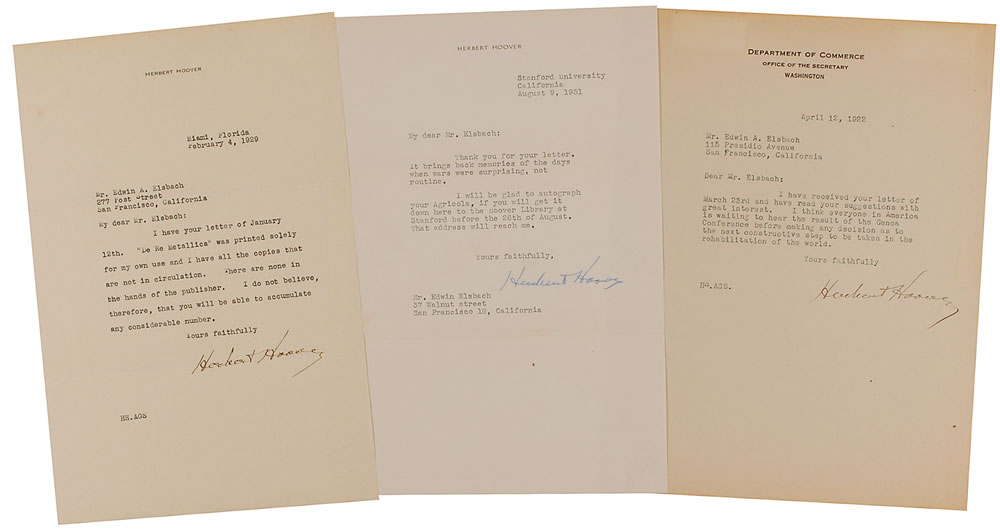 HERBERT HOOVER
Miami, Florida
February 4, 1929
Mr. Edwin A. Elsbach
277 Post Street
San Francisco, California
My dear Mr. Elsbach:
I have your letter of January
12th. "De Re Metallica" was printed solely
for my own use and I have all the copies that
are not in circulation. There are none in
the hands of the publisher. I do not believe,
therefore, that you will be able to accumulate
any considerable number.
Yours faithfully
Herbert Hoover
HH.AGS
HERBERT HOOVER
Stanford University
California
August 9, 1951
My dear Mr. Elsbach:
Thank you for your letter.
It brings back memories of the days
when wars were surprising, not
routine.
I will be glad to autograph
your Agricola, if you will get it
down here to the Hoover Library at
Stanford before the 26th of August.
That address will reach me.
Yours faithfully,
Herbert Hoover
Mr. Edwin Elsbach
37 Walnut street
San Francisco 18, California
DEPARTMENT OF COMMERCE
OFFICE OF THE SECRETARY
WASHINGTON
April 12, 1922
Mr. Edwin A. Elsbach
115 Presidio Avenue
San Francisco, California
Dear Mr. Elsbach:
I have received your letter of
March 23rd and have read your suggestions with
great interest. I think everyone in America
is waiting to hear the result of the Genoa
Conference before making any decision as to
the next constructive step to be taken in the
rehabilitation of the world.
Yours faithfully
HH.AGS.
Herbert Hoover